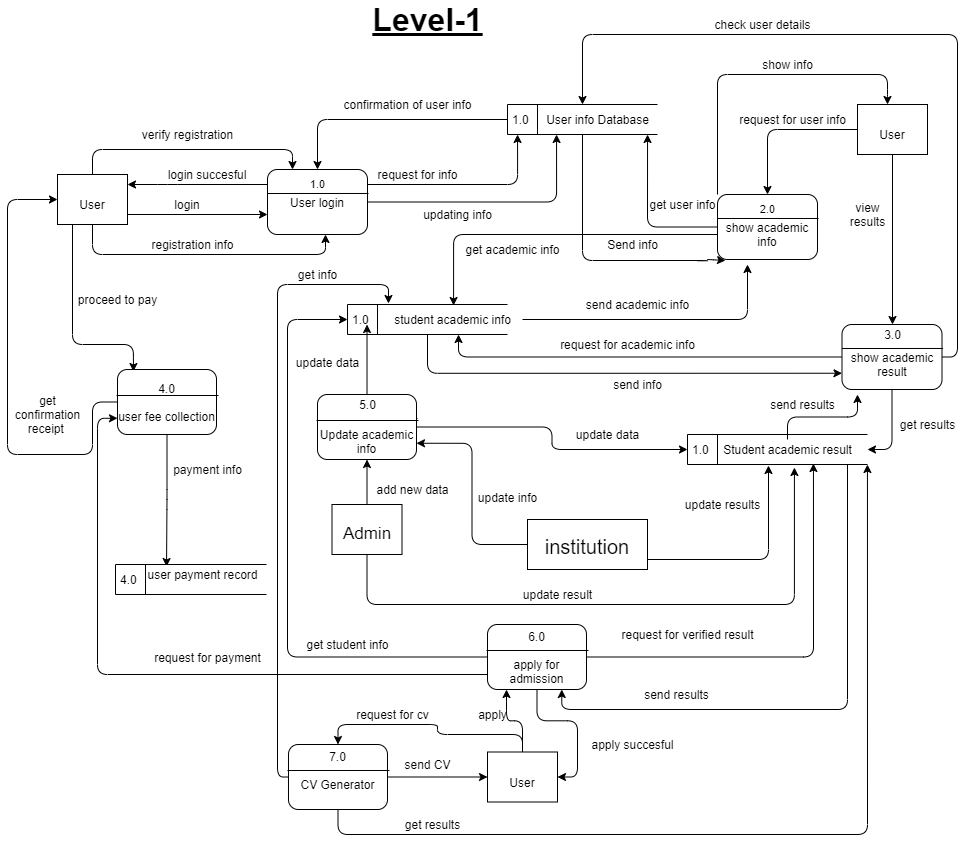 Level-1
check user details
show info
confirmation of user info
1.0
User info Database
request for user info
User
verify registration
login succesful
1.0
User login
request for info
User
login
updating info
get user info
2.0
show academic
info
view
results
registration info
get academic info
Send info
get info
proceed to pay
1.0
student academic info
send academic info
request for academic info
3.0
show academic
result
update data
send info
4.0
user fee collection
get
confirmation
receipt
5.0
Update academic
info
send results
get results
update data
1.0
Student academic result
payment info
add new data
update info
update results
Admin
institution
4.0
user payment record
update result
6.0
apply for
admission
request for verified result
get student info
request for payment
send results
request for cv
apply
apply succesful
7.0
CV Generator
send CV
User
get results